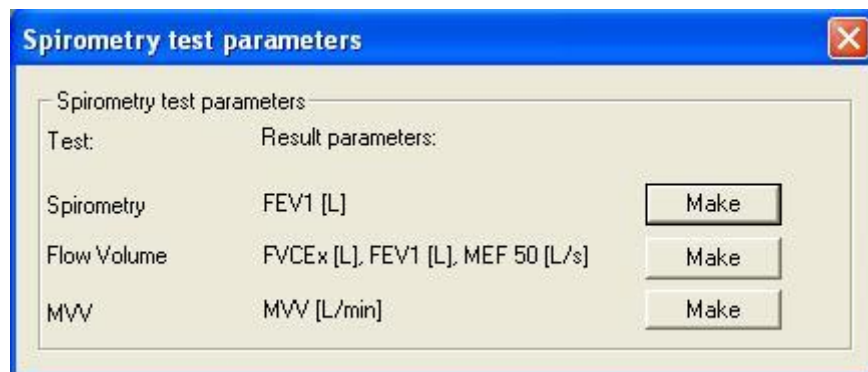 Spirometry test parameters
Spirometry test parameters
Test: Result parameters:
Spirometry FEV1 [L] Make
Flow Volume FVCEx [L], FEV1 [L], MEF 50 [L/s] Make
MVV MVV [L/min] Make